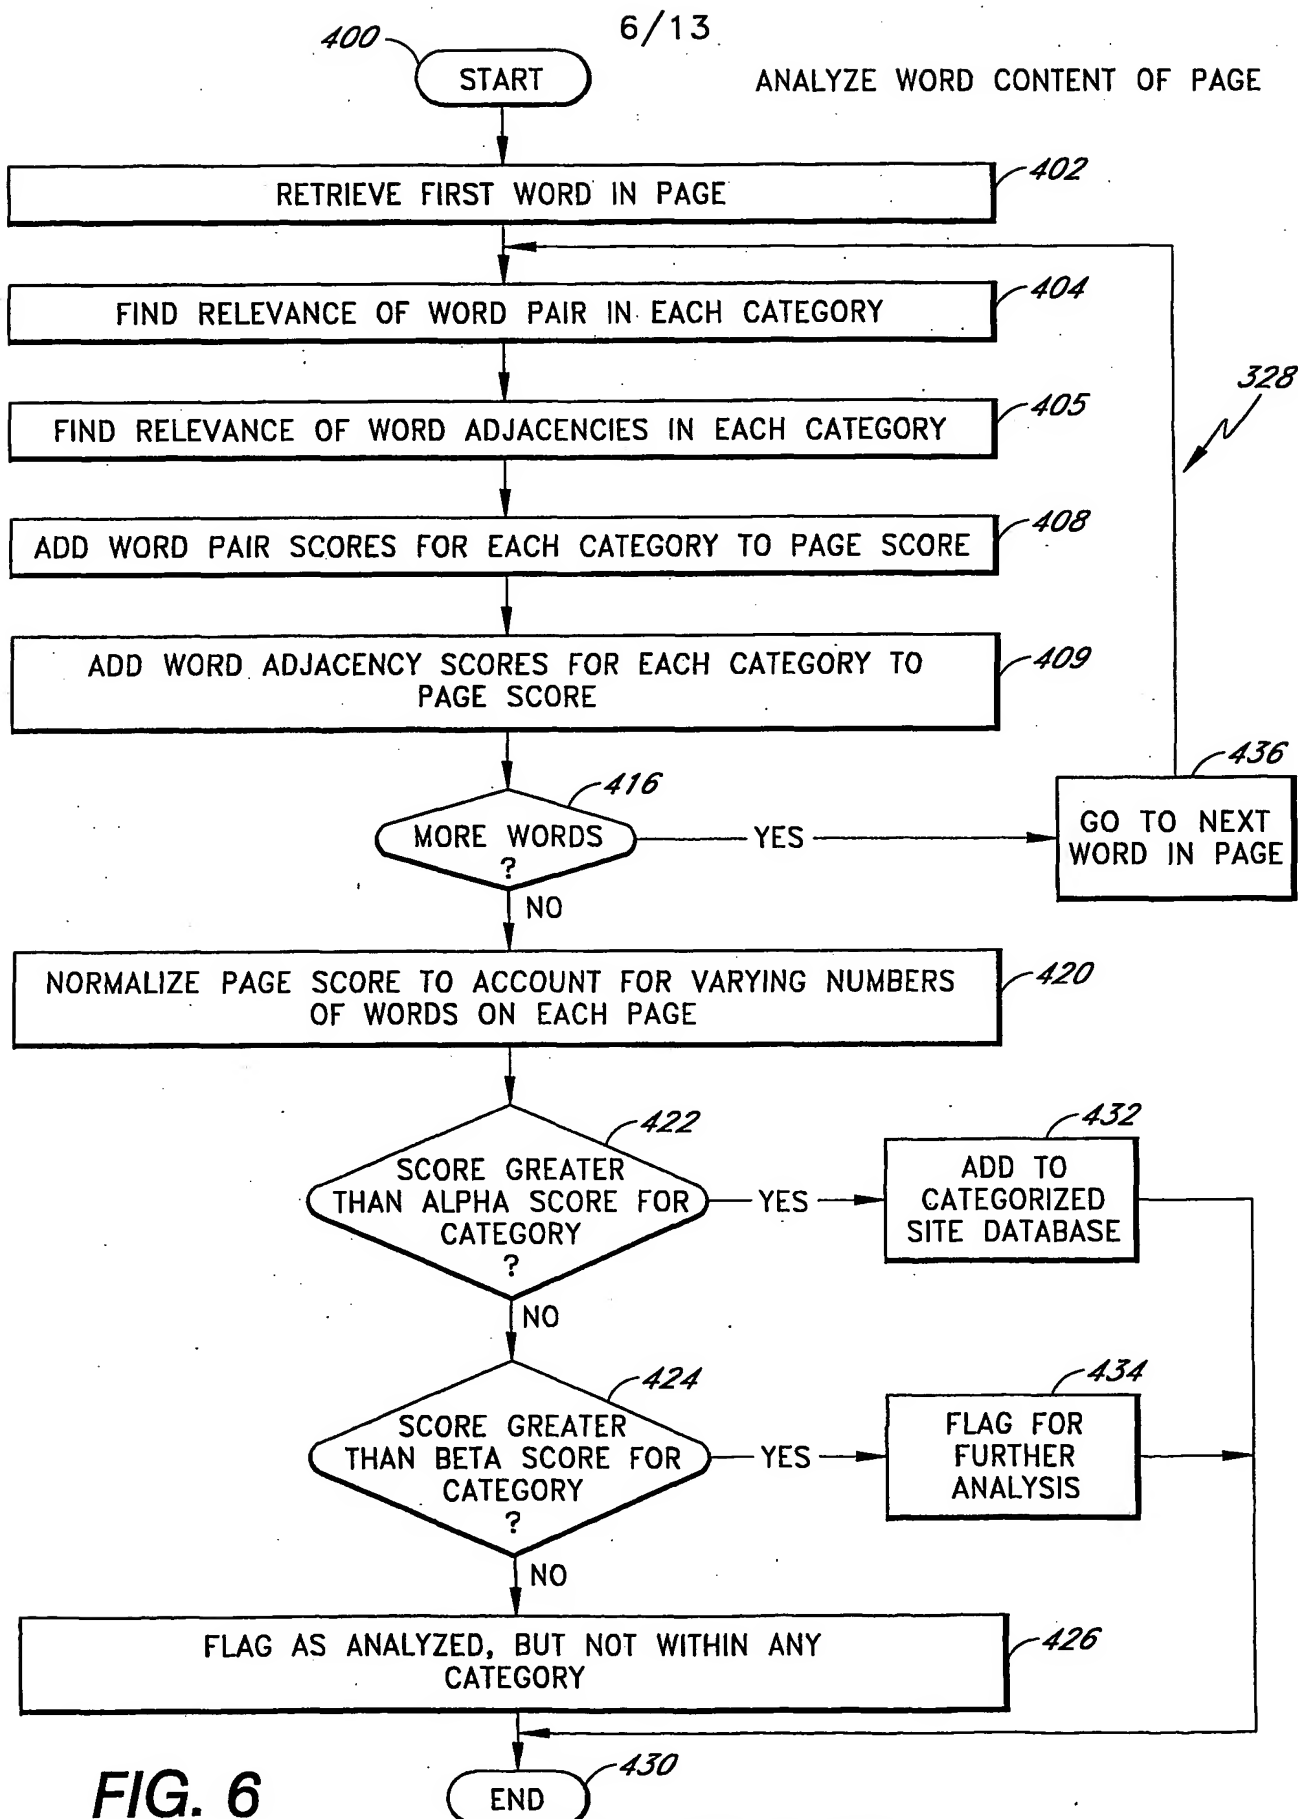 6/13
400
START
ANALYZE WORD CONTENT OF PAGE
402
RETRIEVE FIRST WORD IN PAGE
404
FIND RELEVANCE OF WORD PAIR IN EACH CATEGORY
328
405
FIND RELEVANCE OF WORD ADJACENCIES IN EACH CATEGORY
408
ADD WORD PAIR SCORES FOR EACH CATEGORY TO PAGE SCORE
409
ADD WORD ADJACENCY SCORES FOR EACH CATEGORY TO
PAGE SCORE
416
MORE WORDS
?
YES
436
GO TO NEXT
WORD IN PAGE
NO
420
NORMALIZE PAGE SCORE TO ACCOUNT FOR VARYING NUMBERS
OF WORDS ON EACH PAGE
422
SCORE GREATER
THAN ALPHA SCORE FOR
CATEGORY
?
YES
432
ADD TO
CATEGORIZED
SITE DATABASE
NO
424
SCORE GREATER
THAN BETA SCORE FOR
CATEGORY
?
YES
434
FLAG FOR
FURTHER
ANALYSIS
NO
426
FLAG AS ANALYZED, BUT NOT WITHIN ANY
CATEGORY
430
END
FIG. 6